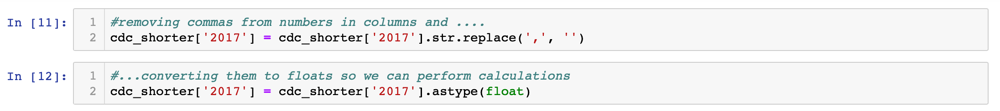 In [11]:
1 #removing commas from numbers in columns and ....
2 cdc_shorter['2017'] = cdc_shorter['2017'].str.replace(',', '')
In [12]:
1 #...converting them to floats so we can perform calculations
2 cdc_shorter['2017'] = cdc_shorter['2017'].astype(float)